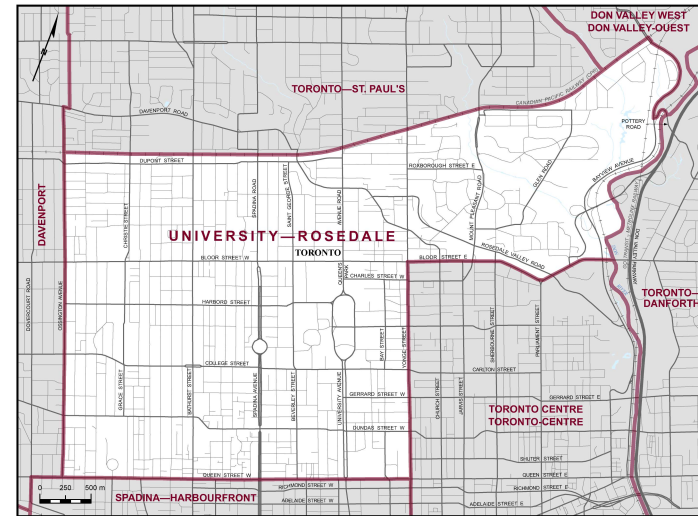 DON VALLEY WEST
DON VALLEY-OUEST
N
TORONTO—ST. PAUL'S
CANADIAN PACIFIC RAILWAY (CPR)
DAVENPORT ROAD
POTTERY
ROAD
DUPONT STREET
ROXBOROUGH STREET E
BAYVIEW AVENUE
GLEN ROAD
MOUNT PLEASANT ROAD
SPADINA ROAD
SAINT GEORGE STREET
AVENUE ROAD
CHRISTIE STREET
DAVENPORT
UNIVERSITY—ROSEDALE
TORONTO
ROSEDALE VALLEY ROAD
BLOOR STREET W
BLOOR STREET E
QUEEN'S
PARK
CHARLES STREET W
DON VALLEY PARKWAY
TORONTO—
DANFORTH
DOVERCOURT ROAD
OSSINGTON AVENUE
HARBORD STREET
BAY STREET
YONGE STREET
SHERBOURNE STREET
PARLIAMENT STREET
COLLEGE STREET
CARLTON STREET
GRACE STREET
BATHURST STREET
SPADINA AVENUE
BEVERLEY STREET
UNIVERSITY AVENUE
GERRARD STREET W
GERRARD STREET E
CHURCH STREET
JARVIS STREET
TORONTO CENTRE
TORONTO-CENTRE
DUNDAS STREET W
SHUTER STREET
QUEEN STREET W
QUEEN STREET E
RICHMOND STREET W
RICHMOND STREET E
0 250 500 m
SPADINA—HARBOURFRONT
ADELAIDE STREET W
ADELAIDE STREET E